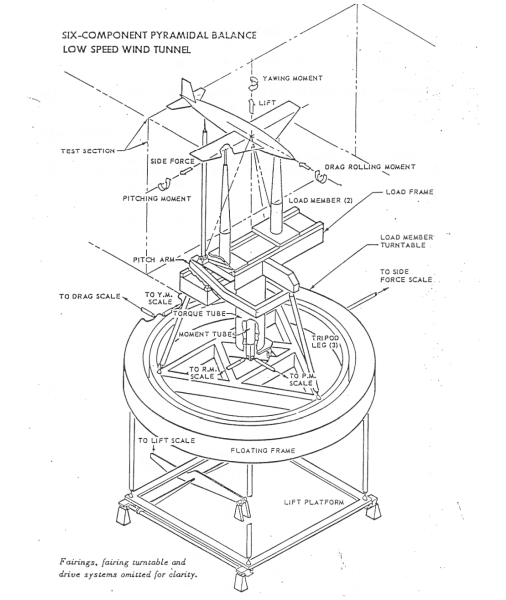 SIX-COMPONENT PYRAMIDAL BALANCE
LOW SPEED WIND TUNNEL
YAWING MOMENT
LIFT
TEST SECTION
SIDE FORCE
DRAG ROLLING MOMENT
PITCHING MOMENT
LOAD MEMBER (2)
LOAD FRAME
LOAD MEMBER
TURNTABLE
PITCH ARM
TO SIDE
FORCE SCALE
TO DRAG SCALE
TO Y.M.
SCALE
TORQUE TUBE
MOMENT TUBE
TRIPOD
LEG (3)
TO R.M.
SCALE
TO P.M.
SCALE
TO LIFT SCALE
FLOATING FRAME
LIFT PLATFORM
Fairings, fairing turntable and
drive systems omitted for clarity.